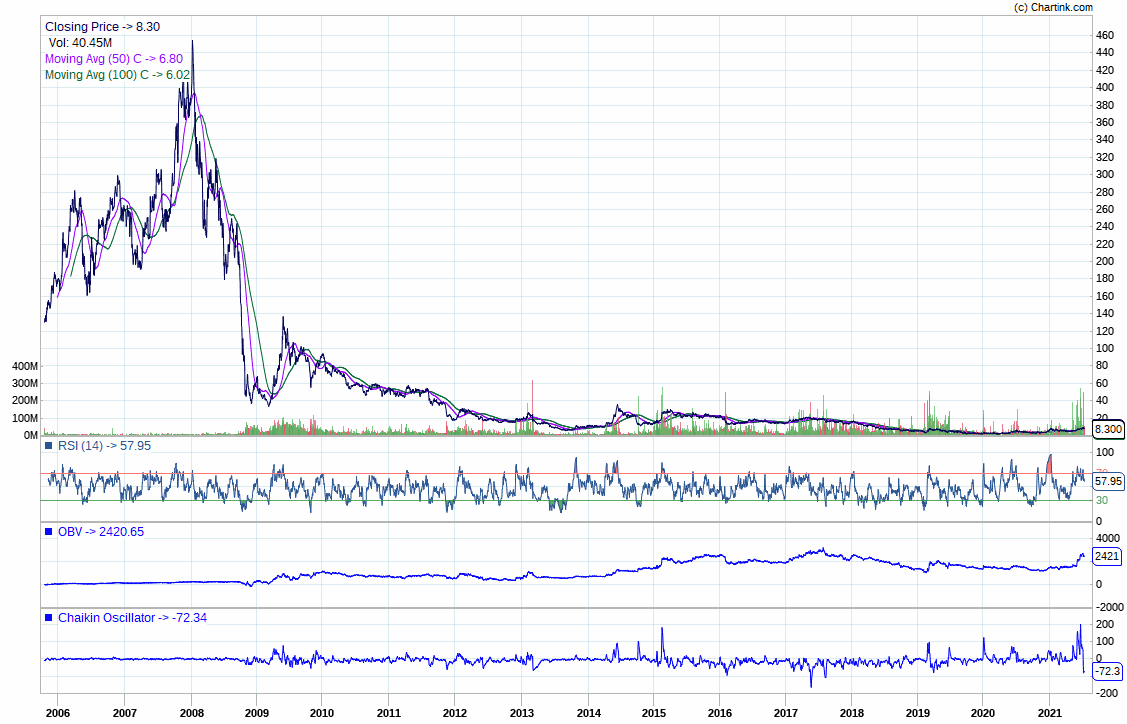 (c) Chartink.com
Closing Price -> 8.30
Vol: 40.45M
Moving Avg (50) C -> 6.80
Moving Avg (100) C -> 6.02
460
440
420
400
380
360
340
320
300
280
260
240
220
200
180
160
140
120
100
80
60
40
20
8.300
400M
300M
200M
100M
0M
RSI (14) -> 57.95
100
70
57.95
30
0
OBV -> 2420.65
4000
2421
0
-2000
Chaikin Oscillator -> -72.34
200
100
0
-72.3
-200
2006 2007 2008 2009 2010 2011 2012 2013 2014 2015 2016 2017 2018 2019 2020 2021